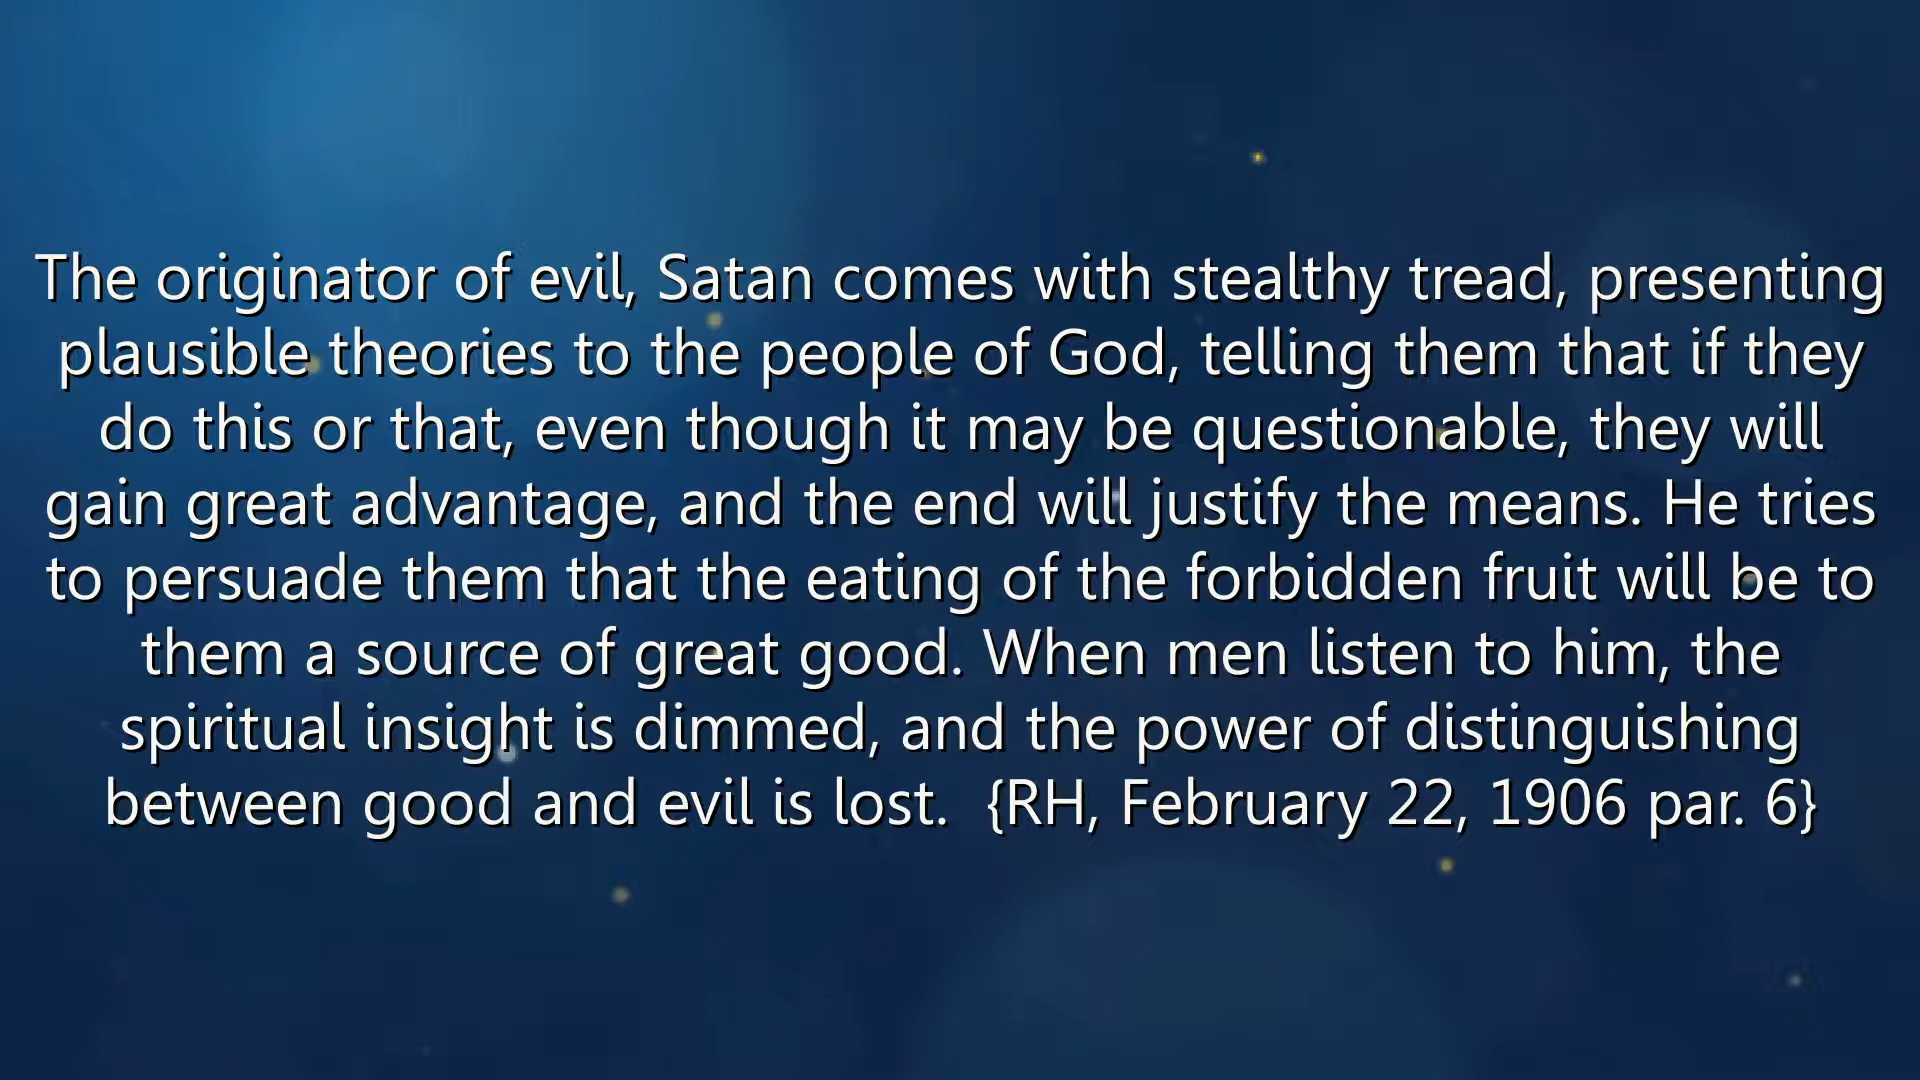 The originator of evil, Satan comes with stealthy tread, presenting
plausible theories to the people of God, telling them that if they
do this or that, even though it may be questionable, they will
gain great advantage, and the end will justify the means. He tries
to persuade them that the eating of the forbidden fruit will be to
them a source of great good. When men listen to him, the
spiritual insight is dimmed, and the power of distinguishing
between good and evil is lost.  {RH, February 22, 1906 par. 6}